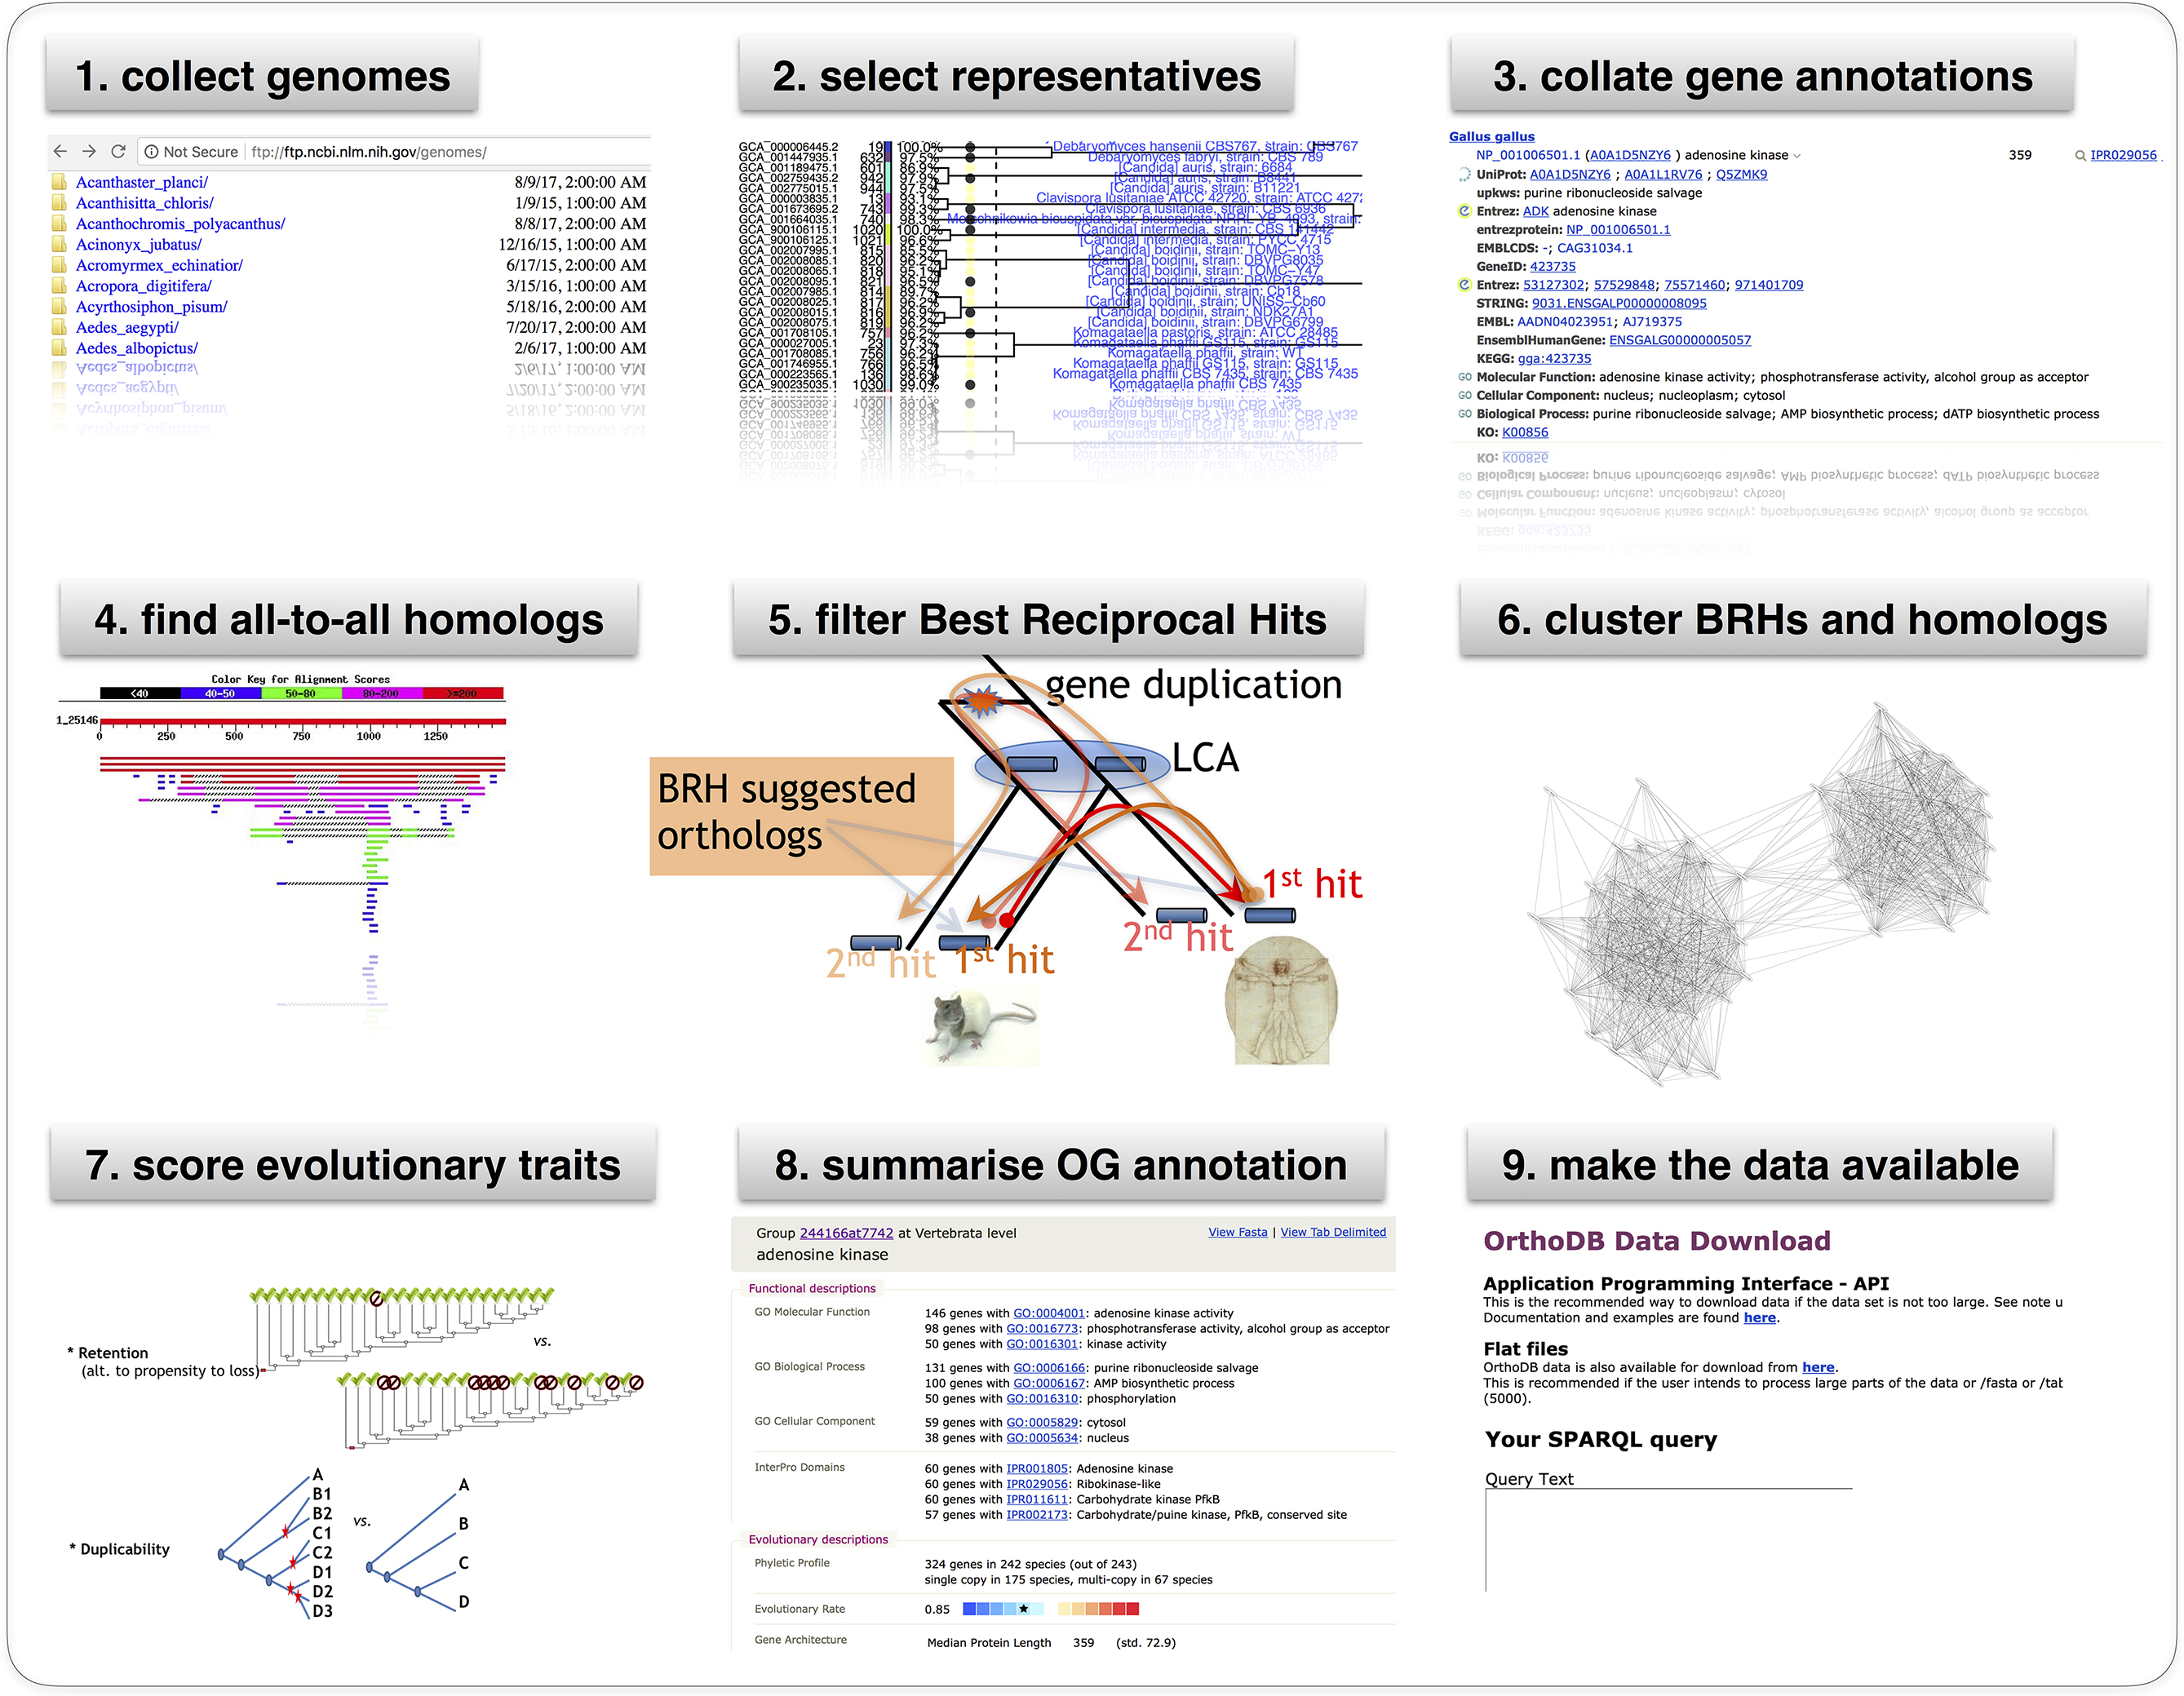 1. collect genomes
Not Secure | ftp://ftp.ncbi.nlm.nih.gov/genomes/
Acanthaster_planci/ 8/9/17, 2:00:00 AM
Acanthisitta_chloris/ 1/9/15, 1:00:00 AM
Acanthochromis_polyacanthus/ 8/8/17, 2:00:00 AM
Acinonyx_jubatus/ 12/16/15, 1:00:00 AM
Acromyrmex_echinatior/ 6/17/15, 2:00:00 AM
Acropora_digitifera/ 3/15/16, 1:00:00 AM
Acyrthosiphon_pisum/ 5/18/16, 2:00:00 AM
Aedes_aegypti/ 7/20/17, 2:00:00 AM
Aedes_albopictus/ 2/6/17, 1:00:00 AM
2. select representatives
GCA_000006445.2 19 100.0% Debaryomyces hansenii CBS767, strain: CBS767
GCA_001447935.1 632 97.5% Debaryomyces fabryi, strain: CBS 789
GCA_001189475.1 601 86.9% [Candida] auris, strain: 6684
GCA_002759435.2 942 97.9% [Candida] auris, strain: B8441
GCA_002775015.1 944 97.5% [Candida] auris, strain: B11221
GCA_000003835.1 13 93.1% Clavispora lusitaniae ATCC 42720, strain: ATCC 4272
GCA_001673695.2 743 99.3% Clavispora lusitaniae, strain: CBS 6936
GCA_001664035.1 740 98.3% Metschnikowia bicuspidata var. bicuspidata NRRL YB-4993, strain:
GCA_900106115.1 1020 100.0% [Candida] intermedia, strain: CBS 141442
GCA_900106125.1 1021 96.6% [Candida] intermedia, strain: PYCC 4715
GCA_002007995.1 815 85.5% [Candida] boidinii, strain: TOMC-Y13
GCA_002008085.1 820 96.2% [Candida] boidinii, strain: DBVPG8035
GCA_002008065.1 818 95.1% [Candida] boidinii, strain: TOMC-Y47
GCA_002008095.1 821 96.5% [Candida] boidinii, strain: DBVPG7578
GCA_002007985.1 814 89.7% [Candida] boidinii, strain: Cb18
GCA_002008025.1 817 96.2% [Candida] boidinii, strain: UNISS-Cb60
GCA_002008015.1 816 96.9% [Candida] boidinii, strain: NDK27A1
GCA_002008075.1 819 96.2% [Candida] boidinii, strain: DBVPG6799
GCA_001708105.1 757 96.2% Komagataella pastoris, strain: ATCC 28485
GCA_000027005.1 23 97.3% Komagataella phaffii GS115, strain: GS115
GCA_001708085.1 756 96.2% Komagataella phaffii, strain: WT
GCA_001746955.1 766 96.5% Komagataella phaffii GS115, strain: GS115
GCA_000223565.1 136 98.6% Komagataella phaffii CBS 7435, strain: CBS 7435
GCA_900235035.1 1030 99.0% Komagataella phaffii CBS 7435
3. collate gene annotations
Gallus gallus
NP_001006501.1 (A0A1D5NZY6 ) adenosine kinase 359 IPR029056
UniProt: A0A1D5NZY6 ; A0A1L1RV76 ; Q5ZMK9
upkws: purine ribonucleoside salvage
Entrez: ADK adenosine kinase
entrezprotein: NP_001006501.1
EMBLCDS: -; CAG31034.1
GeneID: 423735
Entrez: 53127302; 57529848; 75571460; 971401709
STRING: 9031.ENSGALP00000008095
EMBL: AADN04023951; AJ719375
EnsemblHumanGene: ENSGALG00000005057
KEGG: gga:423735
GO Molecular Function: adenosine kinase activity; phosphotransferase activity, alcohol group as acceptor
GO Cellular Component: nucleus; nucleoplasm; cytosol
GO Biological Process: purine ribonucleoside salvage; AMP biosynthetic process; dATP biosynthetic process
KO: K00856
4. find all-to-all homologs
Color Key for Alignment Scores
<40 40-50 50-80 80-200 >=200
1_25146
0 250 500 750 1000 1250
5. filter Best Reciprocal Hits
gene duplication
LCA
BRH suggested
orthologs
1st hit
2nd hit
2nd hit 1st hit
6. cluster BRHs and homologs
7. score evolutionary traits
vs.
* Retention
(alt. to propensity to loss)
A
B1
B2
C1
C2
D1
D2
D3
vs.
A
B
C
D
* Duplicability
8. summarise OG annotation
Group 244166at7742 at Vertebrata level View Fasta | View Tab Delimited
adenosine kinase
Functional descriptions
GO Molecular Function 146 genes with GO:0004001: adenosine kinase activity
98 genes with GO:0016773: phosphotransferase activity, alcohol group as acceptor
50 genes with GO:0016301: kinase activity
GO Biological Process 131 genes with GO:0006166: purine ribonucleoside salvage
100 genes with GO:0006167: AMP biosynthetic process
50 genes with GO:0016310: phosphorylation
GO Cellular Component 59 genes with GO:0005829: cytosol
38 genes with GO:0005634: nucleus
InterPro Domains 60 genes with IPR001805: Adenosine kinase
60 genes with IPR029056: Ribokinase-like
60 genes with IPR011611: Carbohydrate kinase PfkB
57 genes with IPR002173: Carbohydrate/puine kinase, PfkB, conserved site
Evolutionary descriptions
Phyletic Profile 324 genes in 242 species (out of 243)
single copy in 175 species, multi-copy in 67 species
Evolutionary Rate 0.85
Gene Architecture Median Protein Length 359 (std. 72.9)
9. make the data available
OrthoDB Data Download
Application Programming Interface - API
This is the recommended way to download data if the data set is not too large. See note u
Documentation and examples are found here.
Flat files
OrthoDB data is also available for download from here.
This is recommended if the user intends to process large parts of the data or /fasta or /tat
(5000).
Your SPARQL query
Query Text